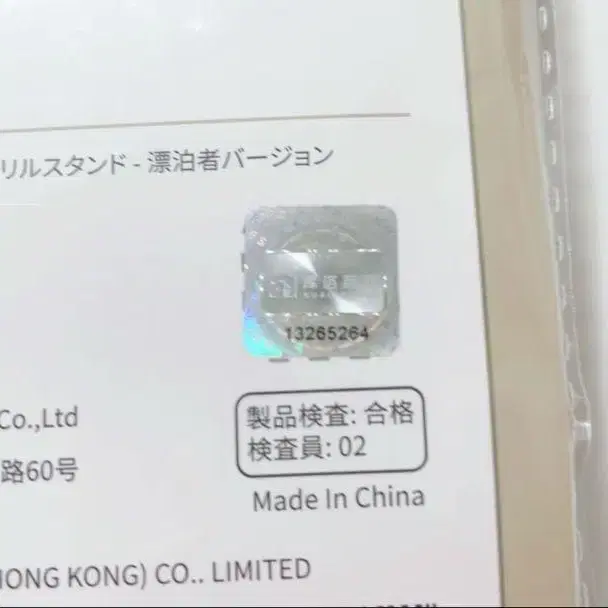 リルスタンド - 漂泊者バージョン
13265264
Co.,Ltd
製品検査: 合格
路60号
検査員: 02
Made In China
HONG KONG) CO.. LIMITED